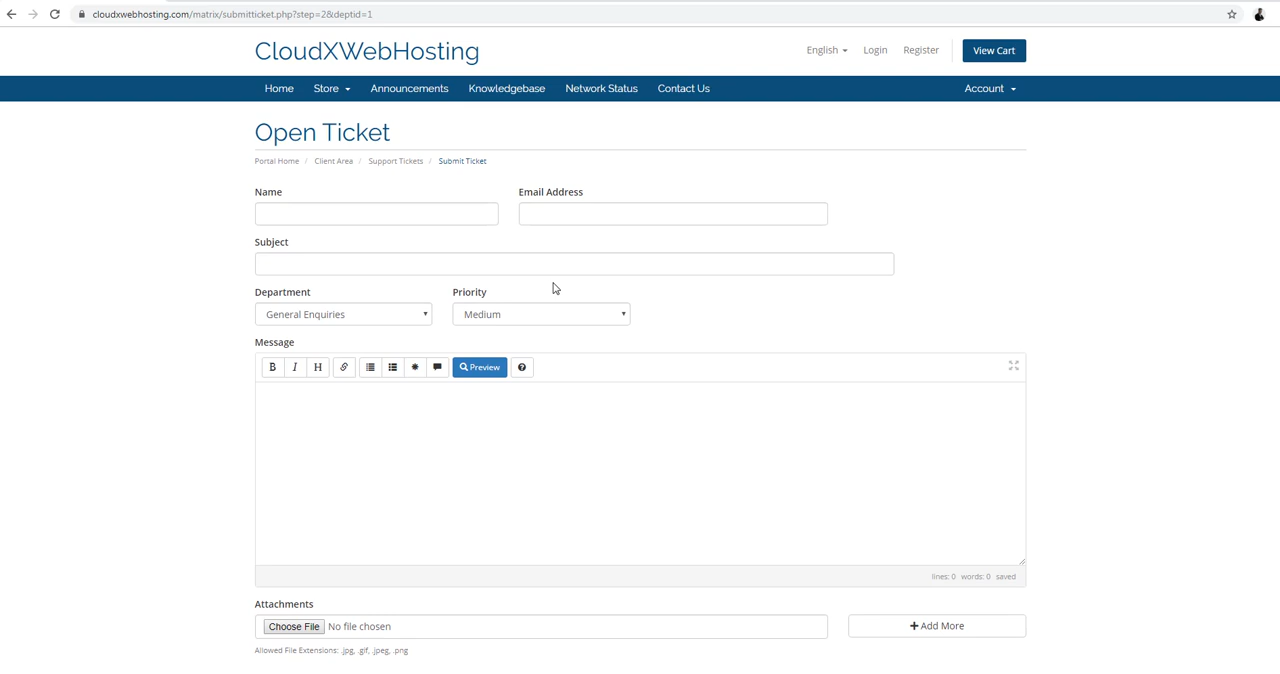 cloudxwebhosting.com/matrix/submitticket.php?step=2&deptid=1
CloudXWebHosting
English Login Register View Cart
Home Store Announcements Knowledgebase Network Status Contact Us Account
Open Ticket
Portal Home / Client Area / Support Tickets / Submit Ticket
Name Email Address
Subject
Department Priority
General Enquiries Medium
Message
B I H Preview
lines: 0 words: 0 saved
Attachments
Choose File No file chosen + Add More
Allowed File Extensions: .jpg, .gif, .jpeg, .png